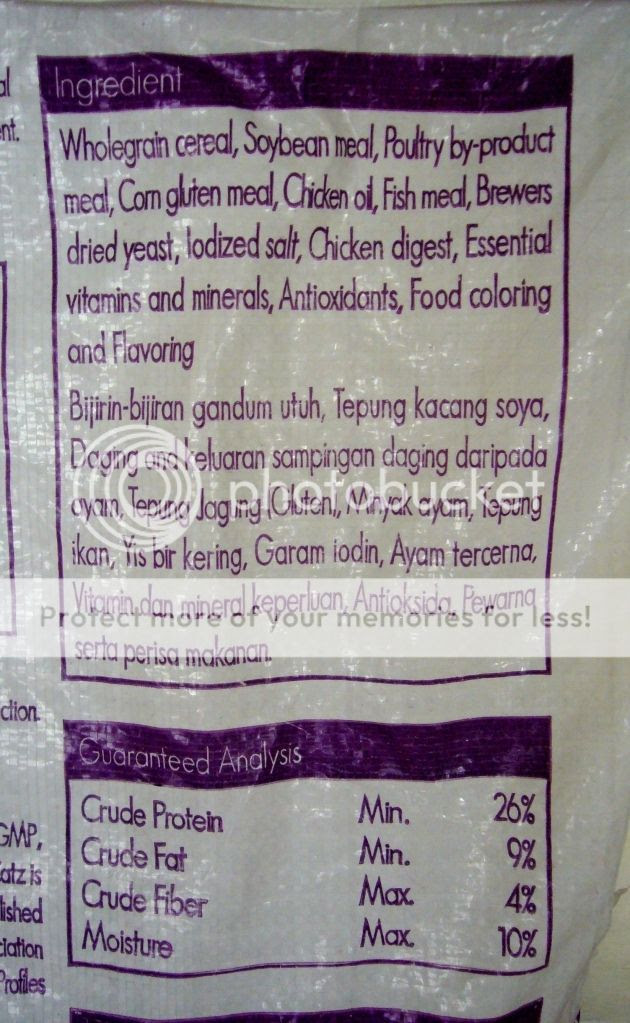 al
nt.
Ingredient
Wholegrain cereal, Soybean meal, Poultry by-product
meal, Corn gluten meal, Chicken oil, Fish meal, Brewers
dried yeast, Iodized salt, Chicken digest, Essential
vitamins and minerals, Antioxidants, Food coloring
and Flavoring
Bijirin-bijiran gandum utuh, Tepung kacang soya,
Daging and keluaran sampingan daging daripada
ayam, Tepung Jagung (Gluten), Minyak ayam, Tepung
ikan, Yis bir kering, Garam iodin, Ayam tercerna,
Vitamin dan mineral keperluan, Antioksida, Pewarna
serta perisa makanan.
photobucket
Protect more of your memories for less!
ction.
Guaranteed Analysis
Crude Protein Min. 26%
Crude Fat Min. 9%
Crude Fiber Max. 4%
Moisture Max. 10%
GMP,
atz is
lished
ciation
Profiles